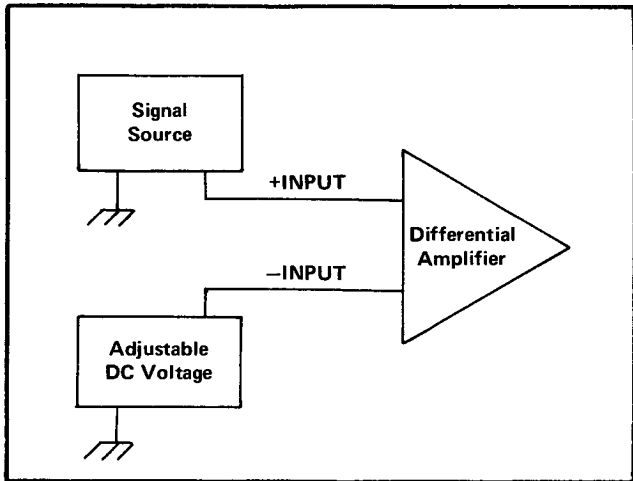 Signal
Source
+INPUT
Differential
Amplifier
−INPUT
Adjustable
DC Voltage